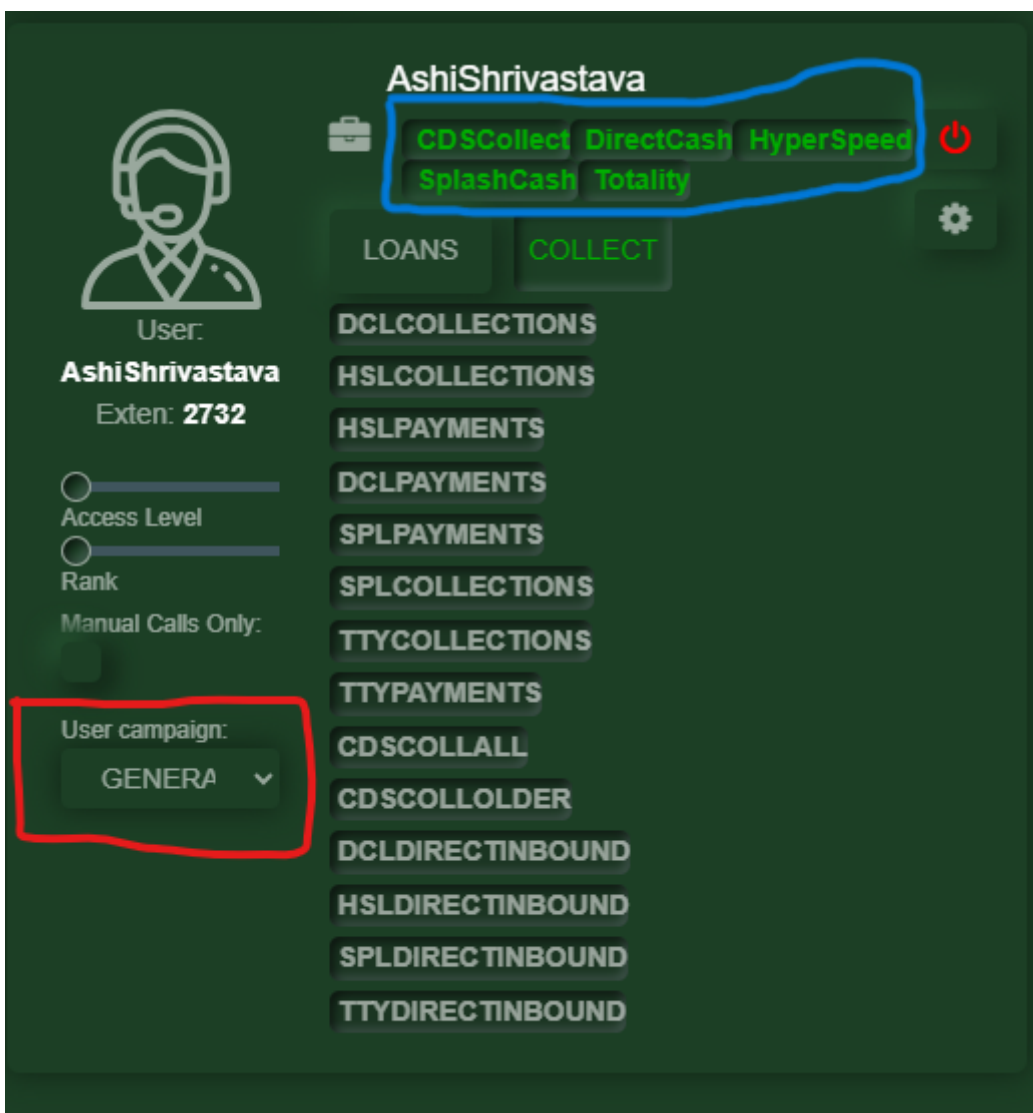 AshiShrivastava
CDSCollect DirectCash HyperSpeed
SplashCash Totality
LOANS COLLECT
User:
AshiShrivastava
Exten: 2732
Access Level
Rank
Manual Calls Only:
User campaign:
GENERA
DCLCOLLECTIONS
HSLCOLLECTIONS
HSLPAYMENTS
DCLPAYMENTS
SPLPAYMENTS
SPLCOLLECTIONS
TTYCOLLECTIONS
TTYPAYMENTS
CDSCOLLALL
CDSCOLLOLDER
DCLDIRECTINBOUND
HSLDIRECTINBOUND
SPLDIRECTINBOUND
TTYDIRECTINBOUND